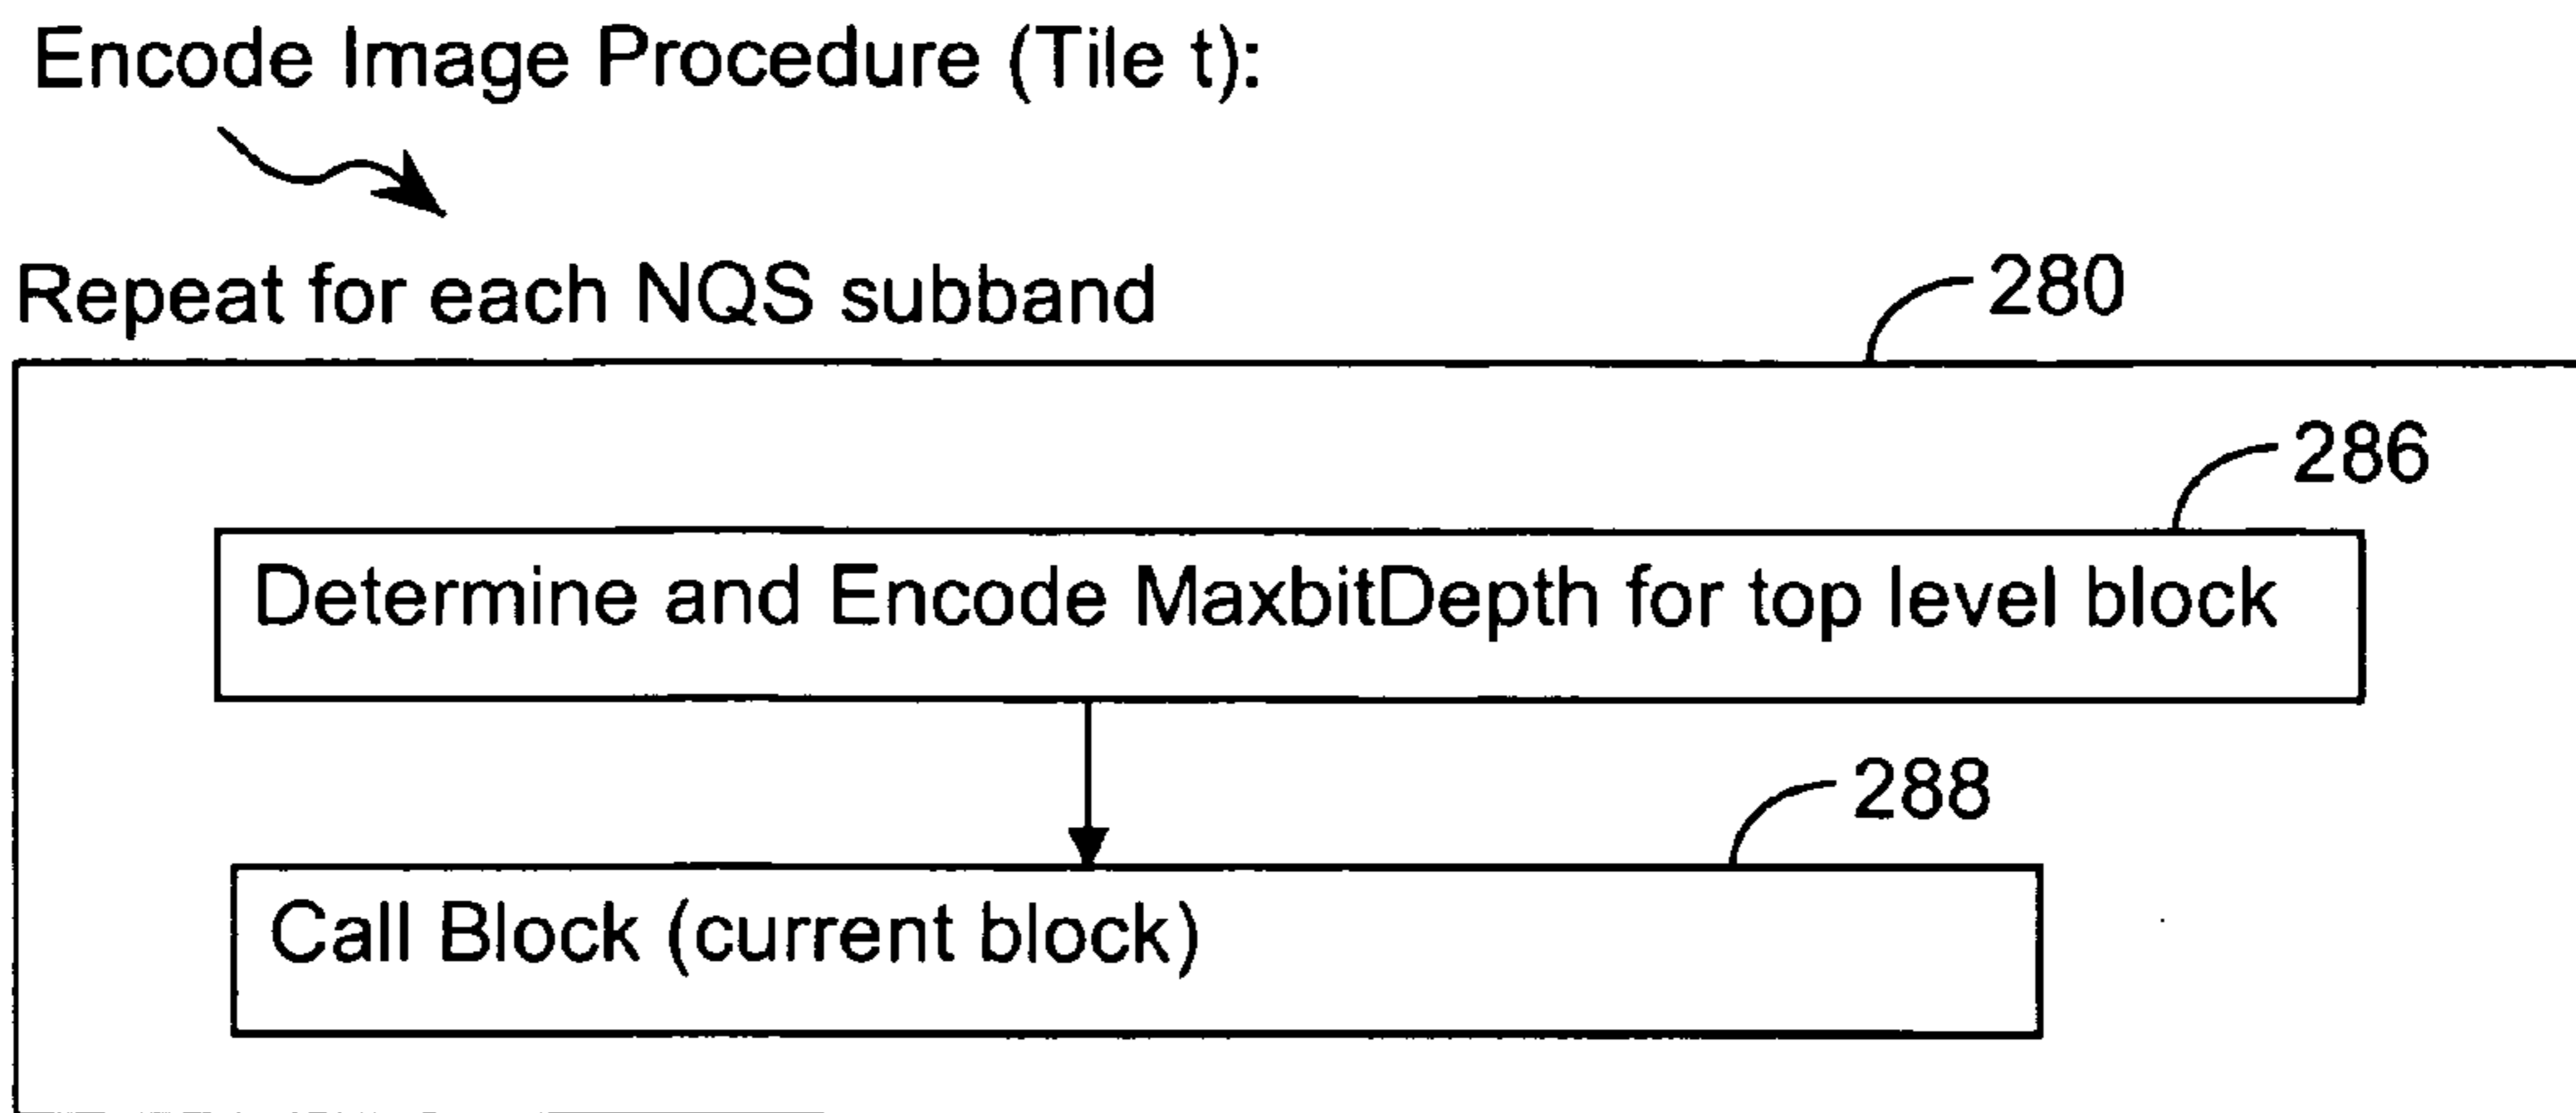 Encode Image Procedure (Tile t):
Repeat for each NQS subband
280
286
Determine and Encode MaxbitDepth for top level block
288
Call Block (current block)